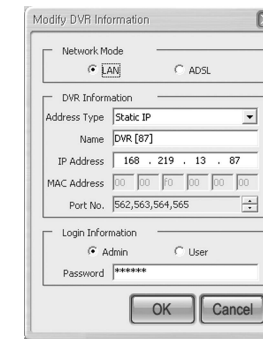 Modify DVR Information
Network Mode
LAN ADSL
DVR Information
Address Type Static IP
Name DVR [87]
IP Address 168 . 219 . 13 . 87
MAC Address 00 00 f0 00 00 00
Port No. 562,563,564,565
Login Information
Admin User
Password ******
OK Cancel